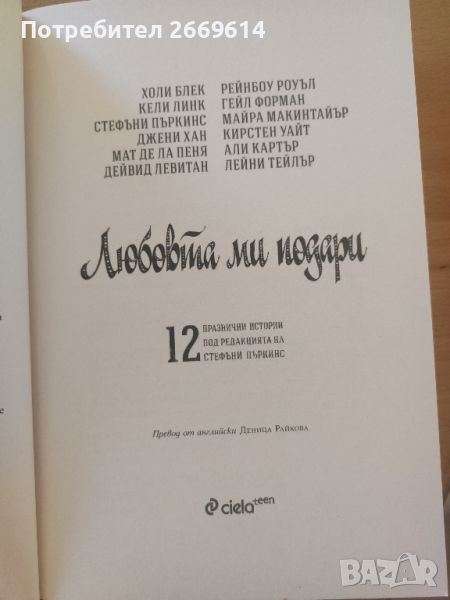 Потребител 2669614
ХОЛИ БЛЕК
КЕЛИ ЛИНК
СТЕФЪНИ ПЪРКИНС
ДЖЕНИ ХАН
МАТ ДЕ ЛА ПЕНЯ
ДЕЙВИД ЛЕВИТАН
РЕЙНБОУ РОУЪЛ
ГЕЙЛ ФОРМАН
МАЙРА МАКИНТАЙЪР
КИРСТЕН УАЙТ
АЛИ КАРТЪР
ЛЕЙНИ ТЕЙЛЪР
Любовта ми подари
12 ПРАЗНИЧНИ ИСТОРИИ
ПОД РЕДАКЦИЯТА НА
СТЕФЪНИ ПЪРКИНС
Превод от английски ДЕНИЦА РАЙКОВА
ciela teen
BAZAR